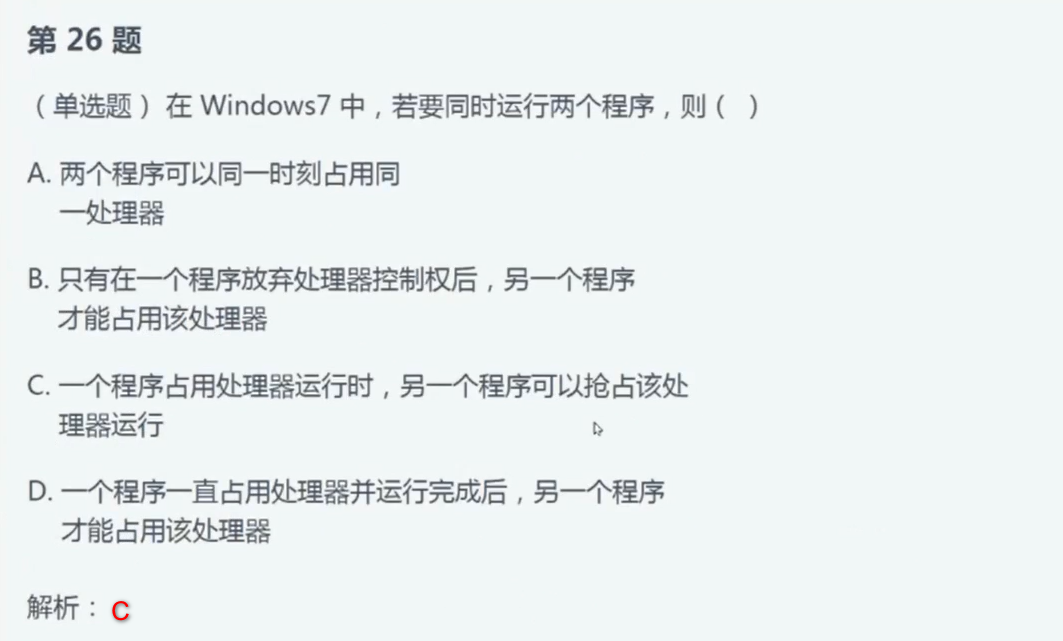 第 26 题
（ 单选题 ） 在 Windows7 中，若要同时运行两个程序，则（   ）
A. 两个程序可以同一时刻占用同
一处理器
B. 只有在一个程序放弃处理器控制权后，另一个程序
才能占用该处理器
C. 一个程序占用处理器运行时，另一个程序可以抢占该处
理器运行
D. 一个程序一直占用处理器并运行完成后，另一个程序
才能占用该处理器
解析： C